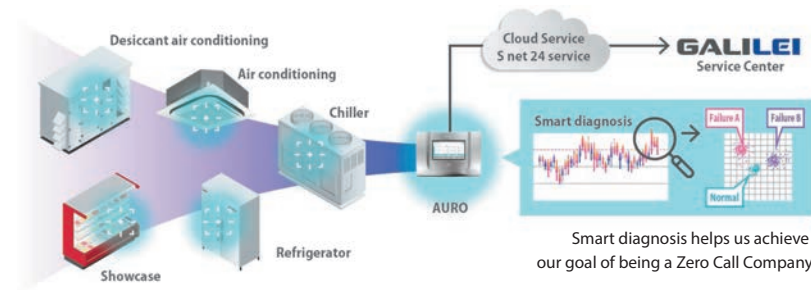 Desiccant air conditioning
Air conditioning
Chiller
Showcase
Refrigerator
AURO
Cloud Service
S net 24 service
GALILEI
Service Center
Smart diagnosis
Failure A
Failure B
Normal
Smart diagnosis helps us achieve
our goal of being a Zero Call Company